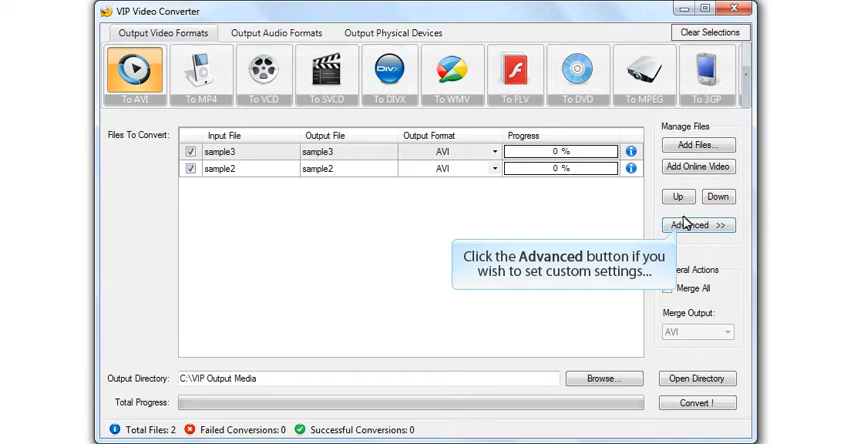 VIP Video Converter
Output Video Formats Output Audio Formats Output Physical Devices Clear Selections
To AVI To MP4 To VCD To SVCD To DIVX To WMV To FLV To DVD To MPEG To 3GP
Files To Convert: Input File Output File Output Format Progress Manage Files
sample3 sample3 AVI 0 % Add Files...
sample2 sample2 AVI 0 % Add Online Video
Up Down
Advanced >>
Click the Advanced button if you
wish to set custom settings...
Actions
Merge All
Merge Output:
AVI
Output Directory: C:\VIP Output Media Browse... Open Directory
Total Progress: Convert !
Total Files: 2 Failed Conversions: 0 Successful Conversions: 0